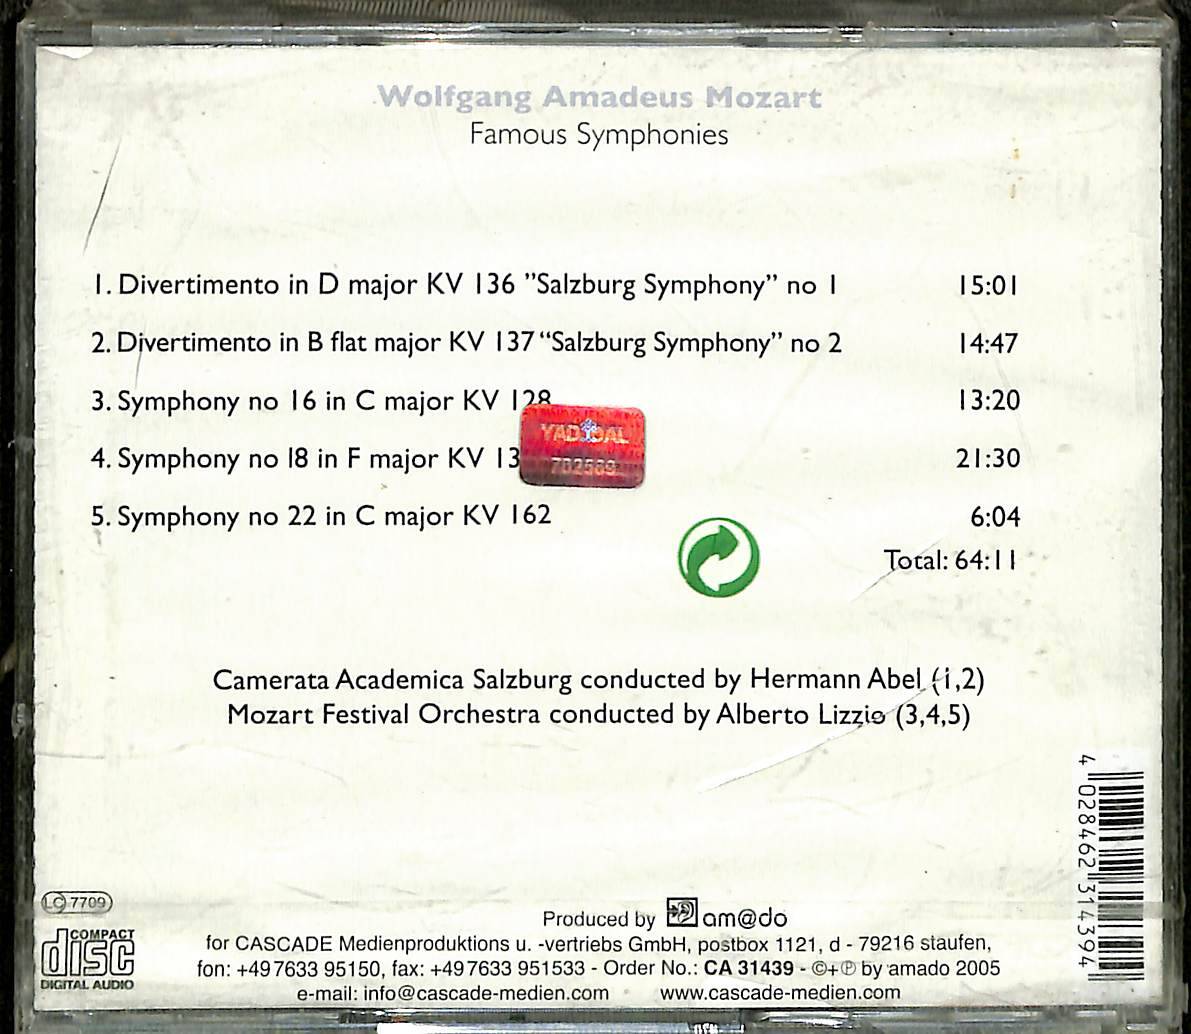 Wolfgang Amadeus Mozart
Famous Symphonies
1. Divertimento in D major KV 136 "Salzburg Symphony" no 1 15:01
2. Divertimento in B flat major KV 137 “Salzburg Symphony” no 2 14:47
3. Symphony no 16 in C major KV 128 13:20
4. Symphony no 18 in F major KV 13 21:30
5. Symphony no 22 in C major KV 162 6:04
Total: 64:11
Camerata Academica Salzburg conducted by Hermann Abel (1,2)
Mozart Festival Orchestra conducted by Alberto Lizzio (3,4,5)
4 028462 314394
LC 7709
COMPACT
disc
DIGITAL AUDIO
Produced by am@do
for CASCADE Medienproduktions u. -vertriebs GmbH, postbox 1121, d - 79216 staufen,
fon: +497633 95150, fax: +497633 951533 - Order No.: CA 31439 - ©+℗ by amado 2005
e-mail: info@cascade-medien.com www.cascade-medien.com